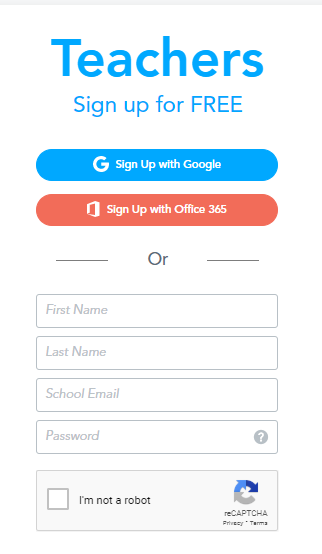 Teachers
Sign up for FREE
Sign Up with Google
Sign Up with Office 365
Or
First Name
Last Name
School Email
Password
?
I'm not a robot
reCAPTCHA
Privacy - Terms